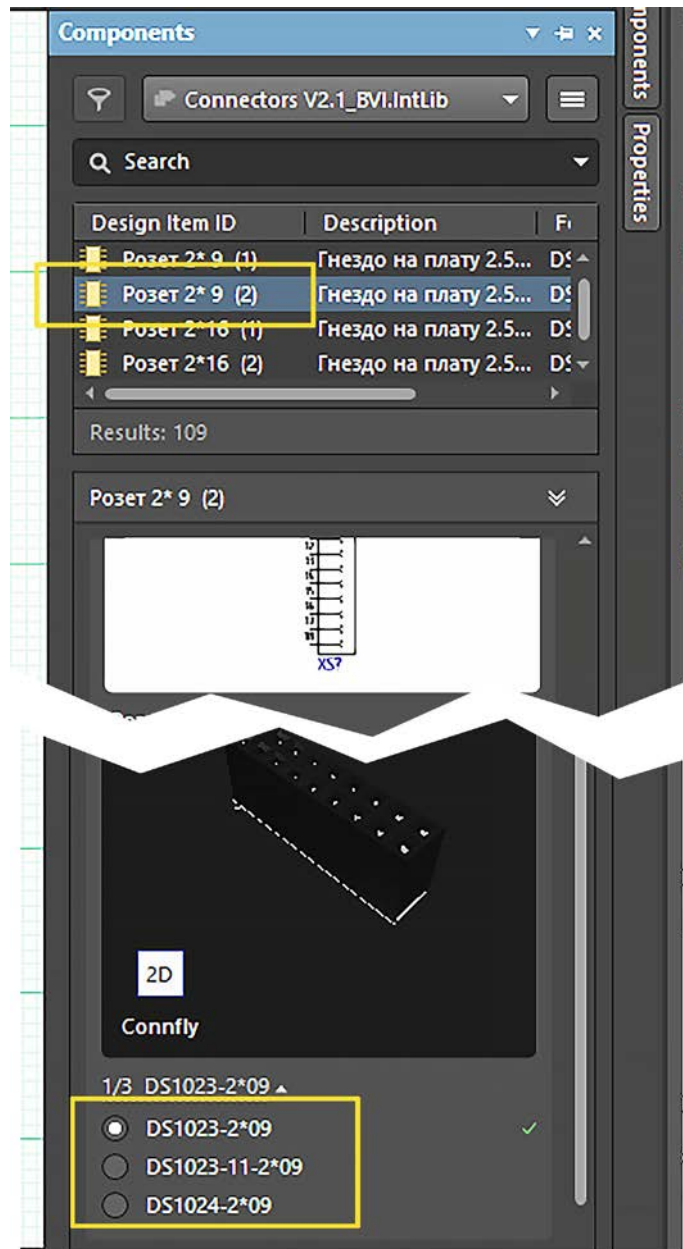 Components
Connectors V2.1_BVI.IntLib
Search
Design Item ID Description
Розет 2* 9 (1) Гнездо на плату 2.5...
Розет 2* 9 (2) Гнездо на плату 2.5...
Розет 2*16 (1) Гнездо на плату 2.5...
Розет 2*16 (2) Гнездо на плату 2.5...
Results: 109
Розет 2* 9 (2)
XS?
2D
Connfly
1/3 DS1023-2*09
DS1023-2*09
DS1023-11-2*09
DS1024-2*09
Properties